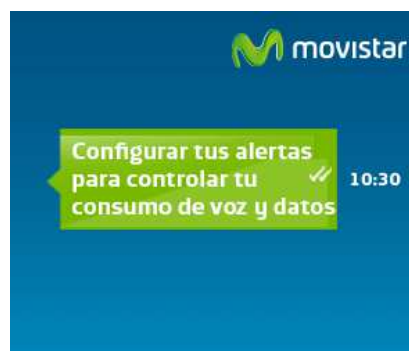 movistar
Configurar tus alertas
para controlar tu
10:30
consumo de voz y datos